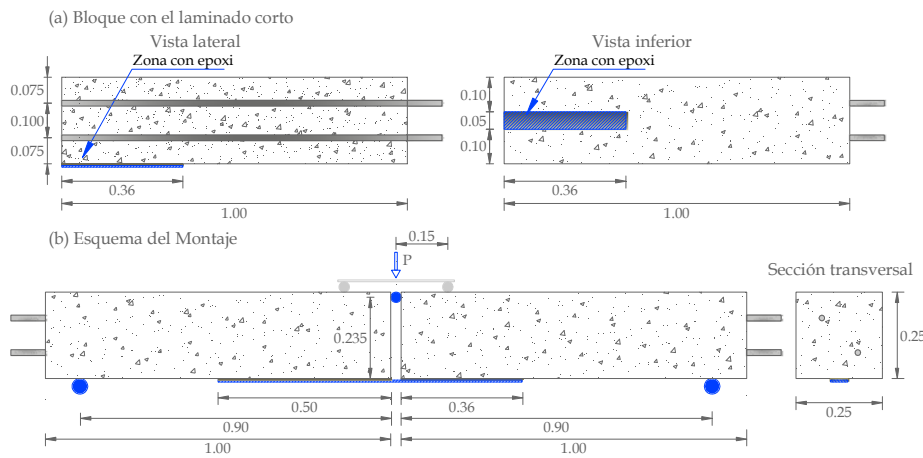 (a) Bloque con el laminado corto
Vista lateral
Vista inferior
Zona con epoxi
Zona con epoxi
0.075
0.100
0.075
0.10
0.05
0.10
0.36
0.36
1.00
1.00
(b) Esquema del Montaje
0.15
P
Sección transversal
0.235
0.25
0.50
0.36
0.25
0.90
0.90
1.00
1.00